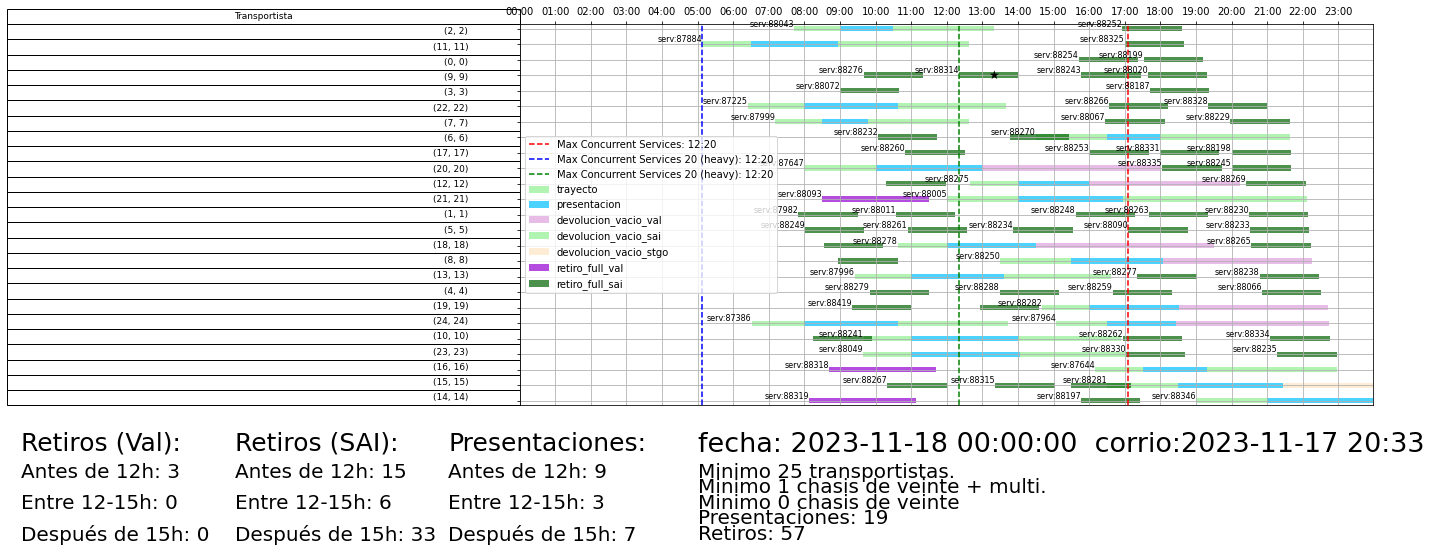 Transportista
00:00 01:00 02:00 03:00 04:00 05:00 06:00 07:00 08:00 09:00 10:00 11:00 12:00 13:00 14:00 15:00 16:00 17:00 18:00 19:00 20:00 21:00 22:00 23:00
(2, 2) serv:88043 serv:88252
(11, 11) serv:87884 serv:88325
(0, 0) serv:88254 serv:88199
(9, 9) serv:88276 serv:88314 serv:88243 serv:88020
(3, 3) serv:88072 serv:88187
(22, 22) serv:87225 serv:88266 serv:88328
(7, 7) serv:87999 serv:88067 serv:88229
(6, 6) serv:88232 serv:88270
(17, 17) serv:88260 serv:88253 serv:88331 serv:88198
(20, 20) :87647 serv:88335 serv:88245
(12, 12) serv:88275 serv:88269
(21, 21) serv:88093 serv:88005
(1, 1) serv:87982 serv:88011 serv:88248 serv:88263 serv:88230
(5, 5) serv:88249 serv:88261 serv:88234 serv:88090 serv:88233
(18, 18) serv:88278 serv:88265
(8, 8) serv:88250
(13, 13) serv:87996 serv:88277 serv:88238
(4, 4) serv:88279 serv:88288 serv:88259 serv:88066
(19, 19) serv:88419 serv:88282
(24, 24) serv:87386 serv:87964
(10, 10) serv:88241 serv:88262 serv:88334
(23, 23) serv:88049 serv:88330 serv:88235
(16, 16) serv:88318 serv:87644
(15, 15) serv:88267 serv:88315 serv:88281
(14, 14) serv:88319 serv:88197 serv:88346
Max Concurrent Services: 12:20
Max Concurrent Services 20 (heavy): 12:20
Max Concurrent Services 20 (heavy): 12:20
trayecto
presentacion
devolucion_vacio_val
devolucion_vacio_sai
devolucion_vacio_stgo
retiro_full_val
retiro_full_sai
Retiros (Val):
Antes de 12h: 3
Entre 12-15h: 0
Después de 15h: 0
Retiros (SAI):
Antes de 12h: 15
Entre 12-15h: 6
Después de 15h: 33
Presentaciones:
Antes de 12h: 9
Entre 12-15h: 3
Después de 15h: 7
fecha: 2023-11-18 00:00:00 corrio:2023-11-17 20:33
Minimo 25 transportistas.
Minimo 1 chasis de veinte + multi.
Minimo 0 chasis de veinte
Presentaciones: 19
Retiros: 57